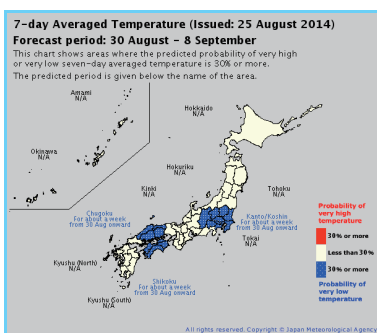 7-day Averaged Temperature (Issued: 25 August 2014)
Forecast period: 30 August - 8 September
This chart shows areas where the predicted probability of very high
or very low seven-day averaged temperature is 30% or more.
The predicted period is given below the name of the area.
Amami
N/A
Hokkaido
N/A
Okinawa
N/A
Hokuriku
N/A
Kinki
N/A
Tohoku
N/A
Chugoku
For about a week
from 30 Aug onward
Kanto/Koshin
For about a week
from 30 Aug onward
Tokai
N/A
Kyushu (North)
N/A
Shikoku
For about a week
from 30 Aug onward
Kyushu (South)
N/A
Probability of
very high
temperature
30% or more
Less than 30%
30% or more
Probability of
very low
temperature
All rights reserved. Copyright © Japan Meteorological Agency